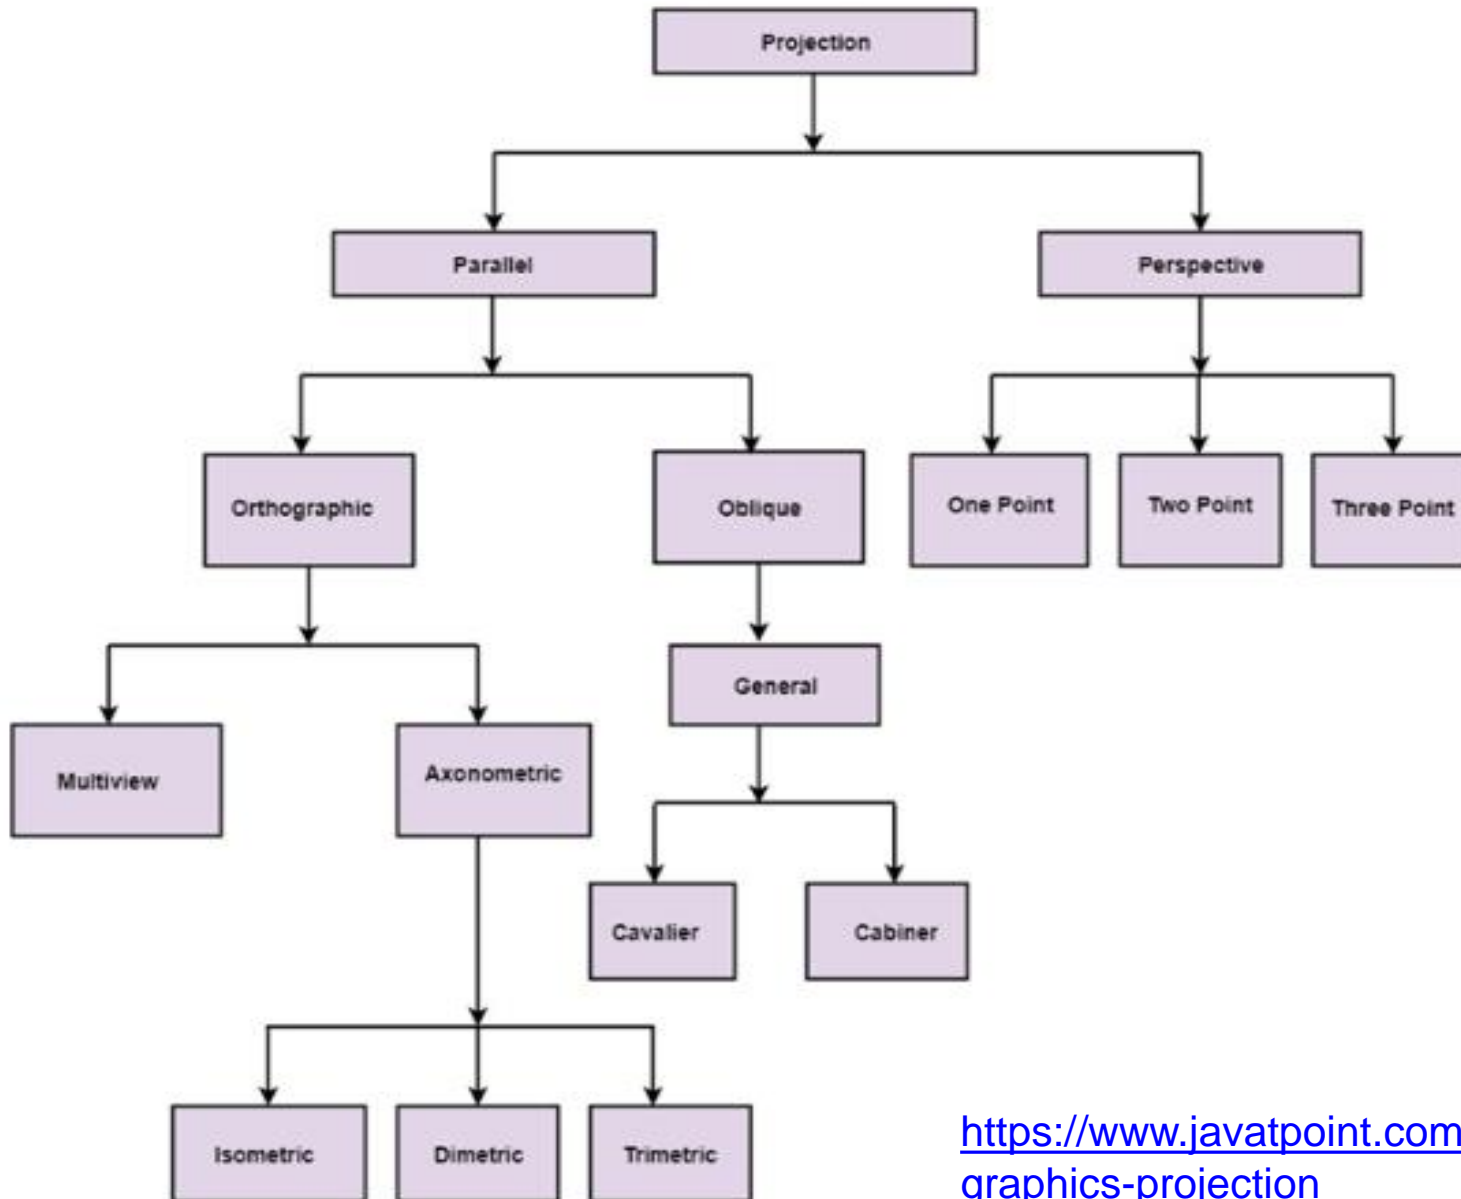 Projection
Parallel
Perspective
Orthographic
Oblique
One Point
Two Point
Three Point
General
Multiview
Axonometric
Cavalier
Cabiner
Isometric
Dimetric
Trimetric
https://www.javatpoint.com
graphics-projection